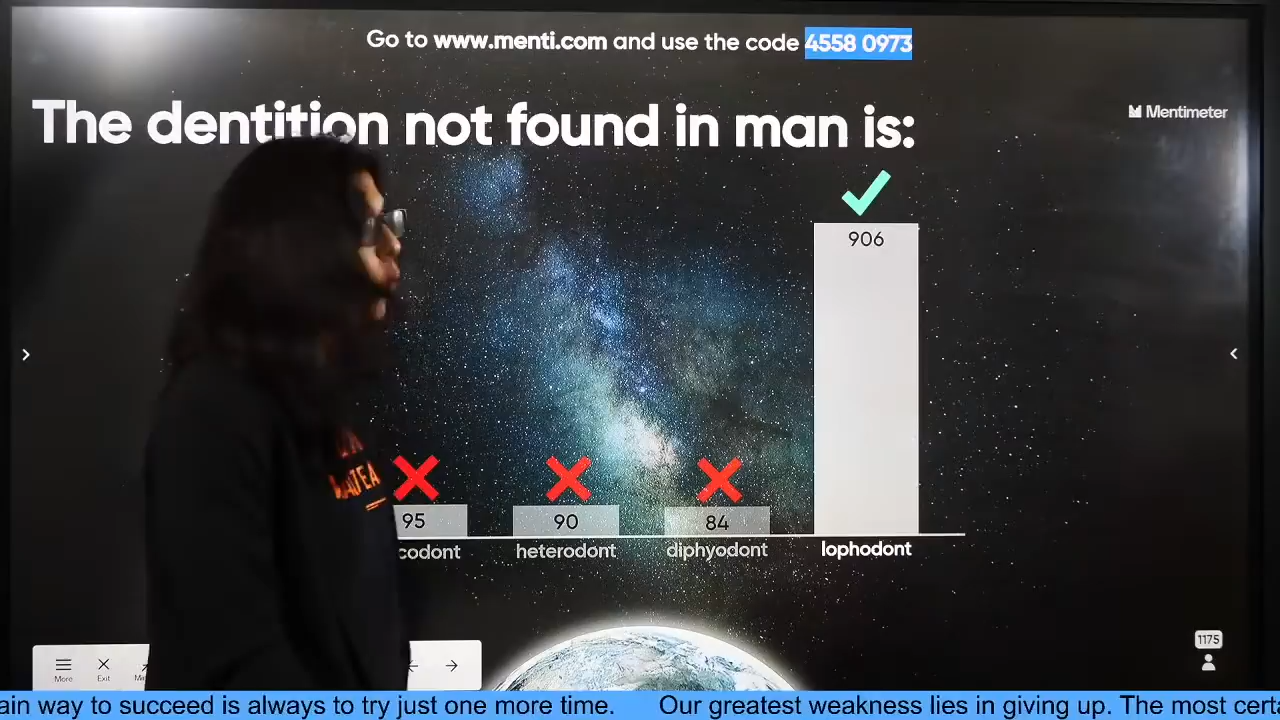 Go to www.menti.com and use the code 4558 0973
The dentition not found in man is:
Mentimeter
906
95
90
84
codont
heterodont
diphyodont
lophodont
1175
More
Exit
ain way to succeed is always to try just one more time. Our greatest weakness lies in giving up. The most certa